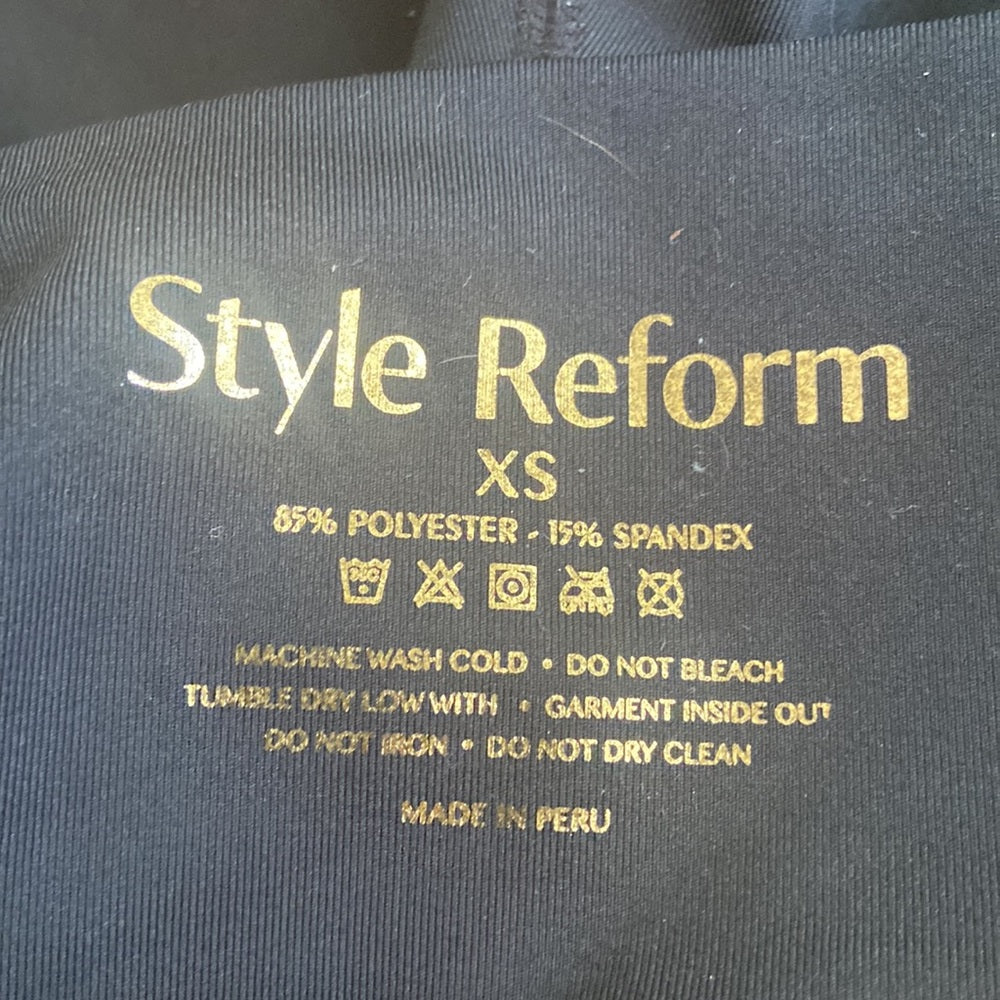 Style Reform
XS
85% POLYESTER - 15% SPANDEX
MACHINE WASH COLD • DO NOT BLEACH
TUMBLE DRY LOW WITH • GARMENT INSIDE OUT
DO NOT IRON • DO NOT DRY CLEAN
MADE IN PERU